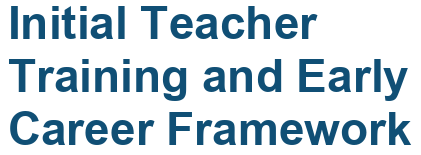 Initial Teacher
Training and Early
Career Framework